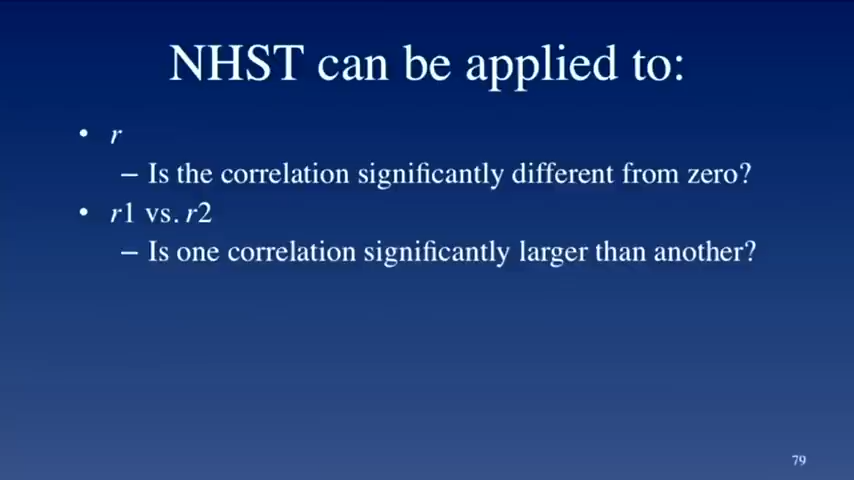 NHST can be applied to:
• r
– Is the correlation significantly different from zero?
• r1 vs. r2
– Is one correlation significantly larger than another?
79